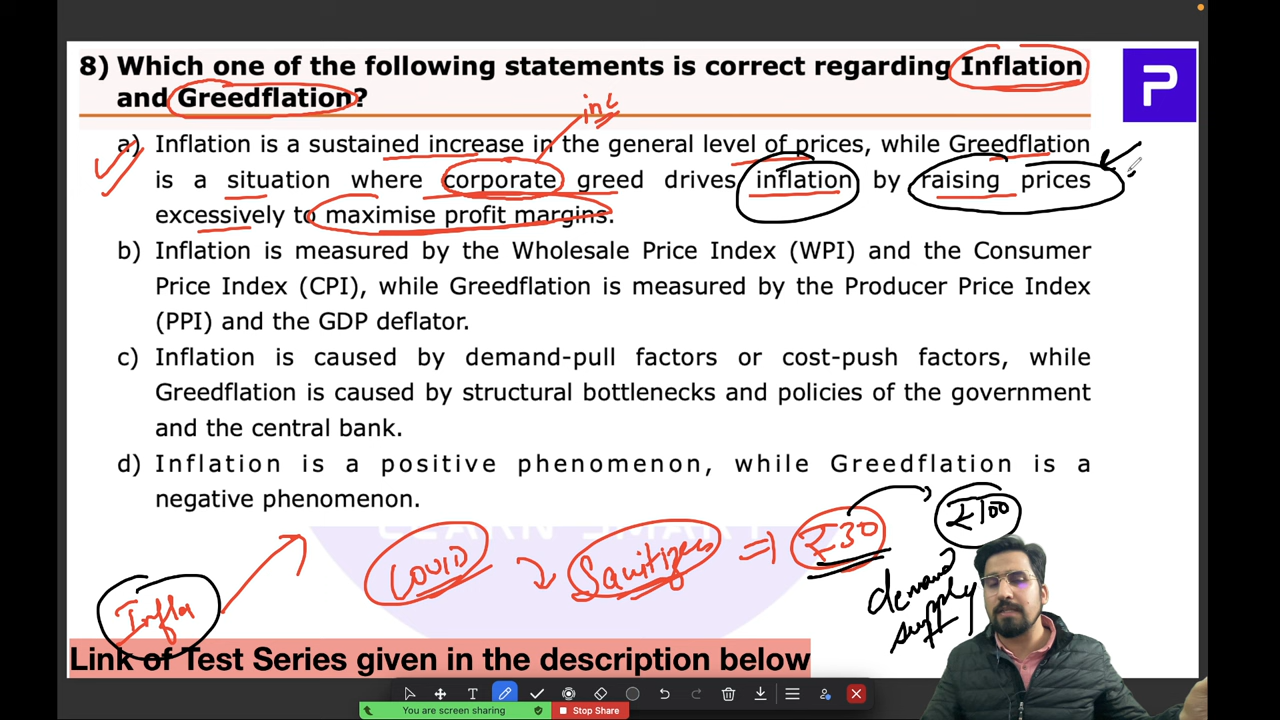 8) Which one of the following statements is correct regarding Inflation
and Greedflation?
inc
a) Inflation is a sustained increase in the general level of prices, while Greedflation
is a situation where corporate greed drives inflation by raising prices
excessively to maximise profit margins.
b) Inflation is measured by the Wholesale Price Index (WPI) and the Consumer
Price Index (CPI), while Greedflation is measured by the Producer Price Index
(PPI) and the GDP deflator.
c) Inflation is caused by demand-pull factors or cost-push factors, while
Greedflation is caused by structural bottlenecks and policies of the government
and the central bank.
d) Inflation is a positive phenomenon, while Greedflation is a
negative phenomenon.
LEARN SMART
Infla
COVID Sanitizers ⇒ ₹30 ₹100
demand
supply
Link of Test Series given in the description below
You are screen sharing
Stop Share